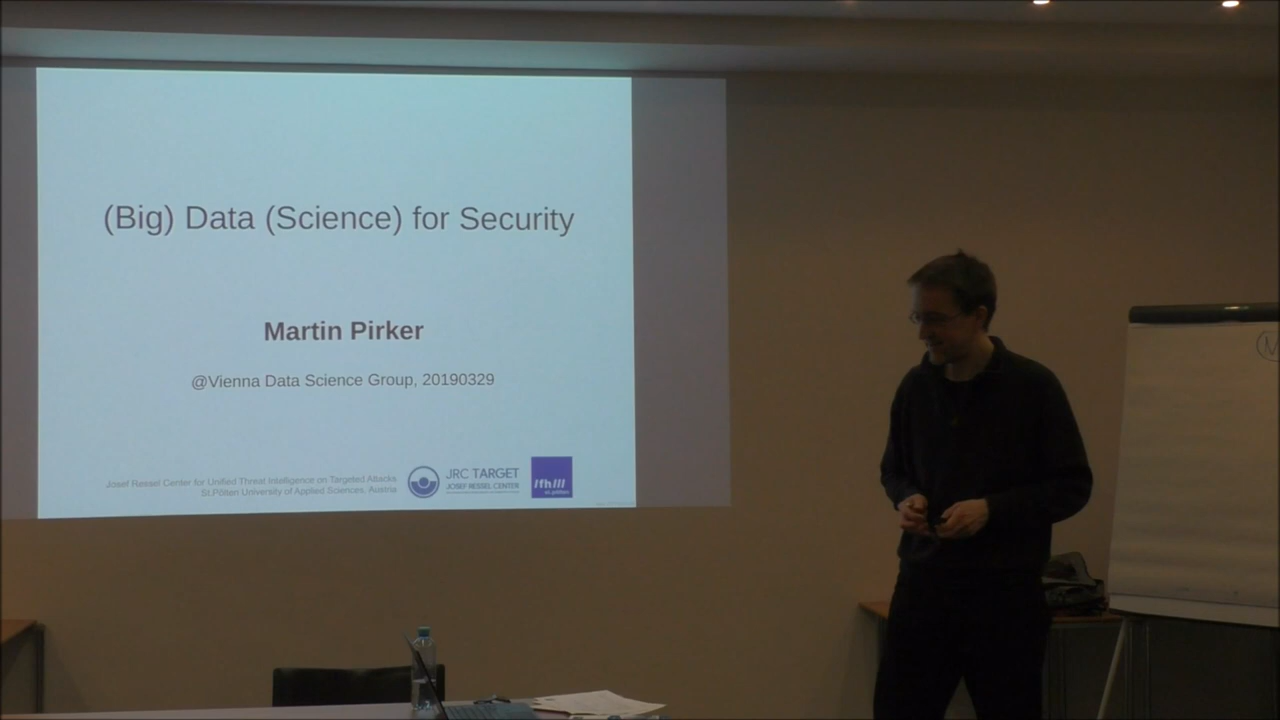 (Big) Data (Science) for Security
Martin Pirker
@Vienna Data Science Group, 20190329
Josef Ressel Center for Unified Threat Intelligence on Targeted Attacks
St.Pölten University of Applied Sciences, Austria
JRC TARGET
JOSEF RESSEL CENTER
/fh///
st.pölten
M